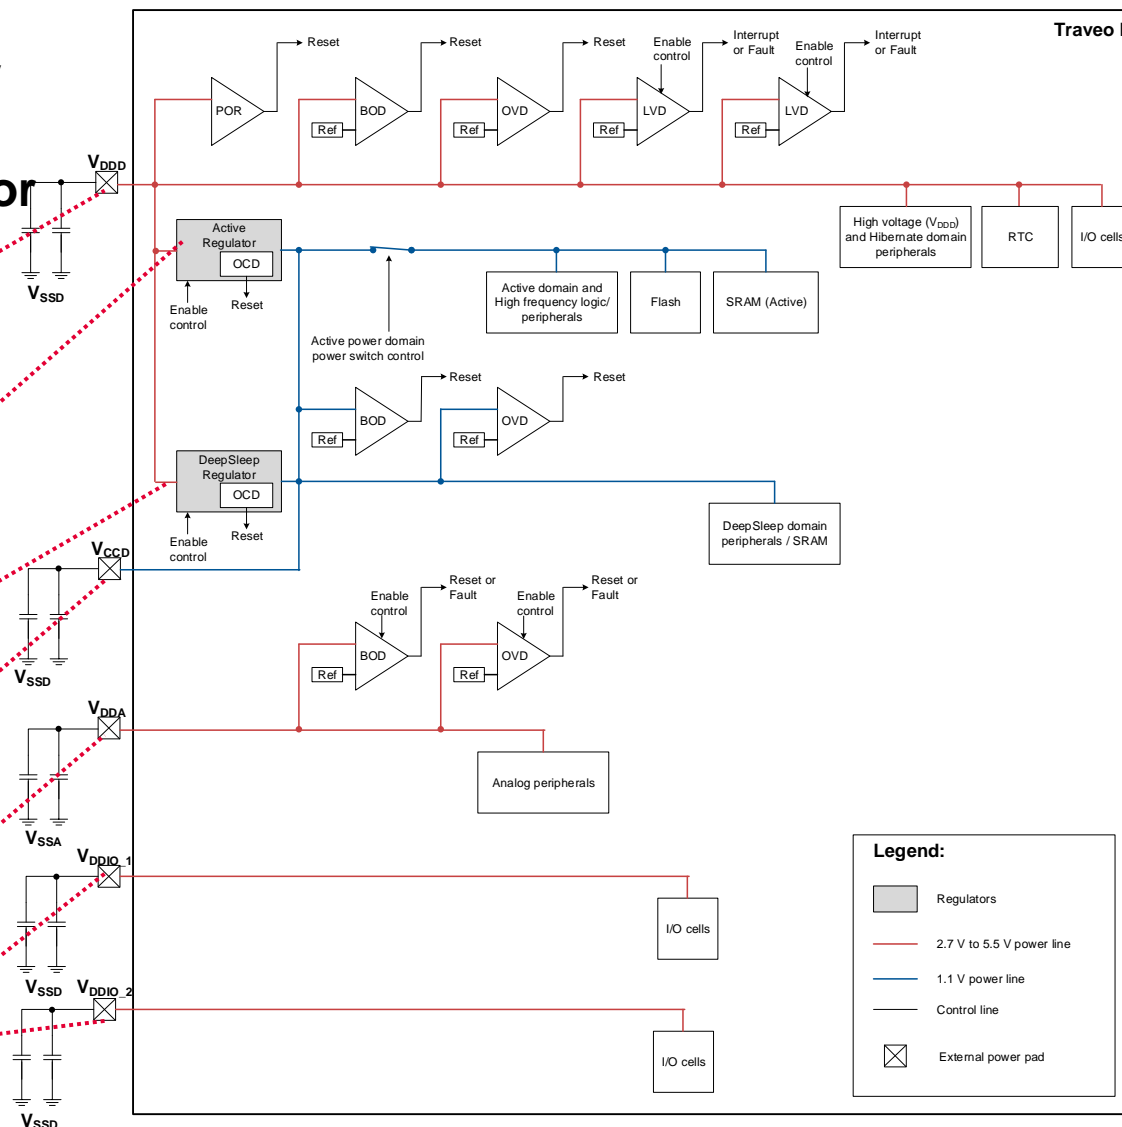 Traveo I
Reset
Reset
Reset
Enable
control
Interrupt
or Fault
Enable
control
Interrupt
or Fault
POR
BOD
OVD
LVD
LVD
Ref
Ref
Ref
Ref
VDDD
or
VSSD
Active
Regulator
OCD
Enable
control
Reset
Active power domain
power switch control
Active domain and
High frequency logic/
peripherals
Flash
SRAM (Active)
High voltage (VDDD)
and Hibernate domain
peripherals
RTC
I/O cells
Reset
Reset
BOD
OVD
Ref
Ref
DeepSleep
Regulator
OCD
Enable
control
Reset
DeepSleep domain
peripherals / SRAM
VCCD
VSSD
Enable
control
Reset or
Fault
Enable
control
Reset or
Fault
BOD
OVD
Ref
Ref
VDDA
VSSA
Analog peripherals
VDDIO_1
VSSD
I/O cells
VDDIO_2
VSSD
I/O cells
Legend:
Regulators
2.7 V to 5.5 V power line
1.1 V power line
Control line
External power pad